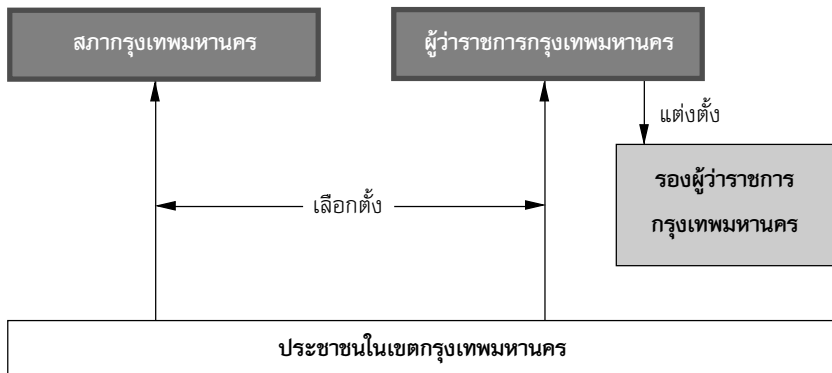 สภากรุงเทพมหานคร
ผู้ว่าราชการกรุงเทพมหานคร
แต่งตั้ง
รองผู้ว่าราชการ
กรุงเทพมหานคร
เลือกตั้ง
ประชาชนในเขตกรุงเทพมหานคร